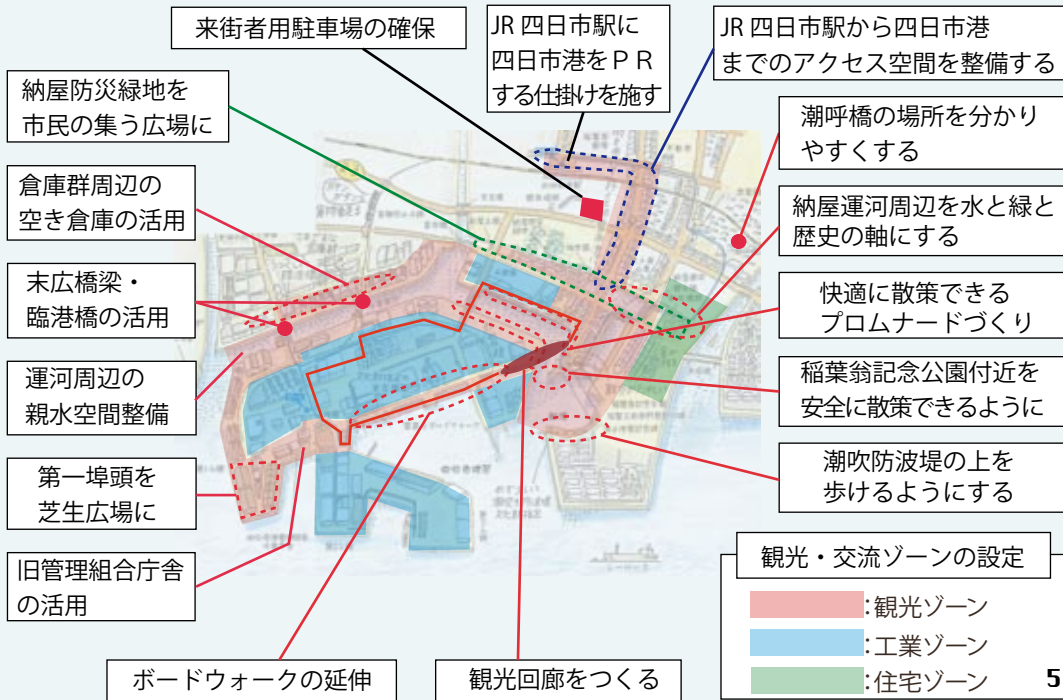 来街者用駐車場の確保
JR 四日市駅に
四日市港をＰＲ
する仕掛けを施す
JR 四日市駅から四日市港
までのアクセス空間を整備する
納屋防災緑地を
市民の集う広場に
潮呼橋の場所を分かり
やすくする
倉庫群周辺の
空き倉庫の活用
納屋運河周辺を水と緑と
歴史の軸にする
末広橋梁・
臨港橋の活用
快適に散策できる
プロムナードづくり
運河周辺の
親水空間整備
稲葉翁記念公園付近を
安全に散策できるように
第一埠頭を
芝生広場に
潮吹防波堤の上を
歩けるようにする
旧管理組合庁舎
の活用
観光・交流ゾーンの設定
:観光ゾーン
:工業ゾーン
:住宅ゾーン
ボードウォークの延伸
観光回廊をつくる
5